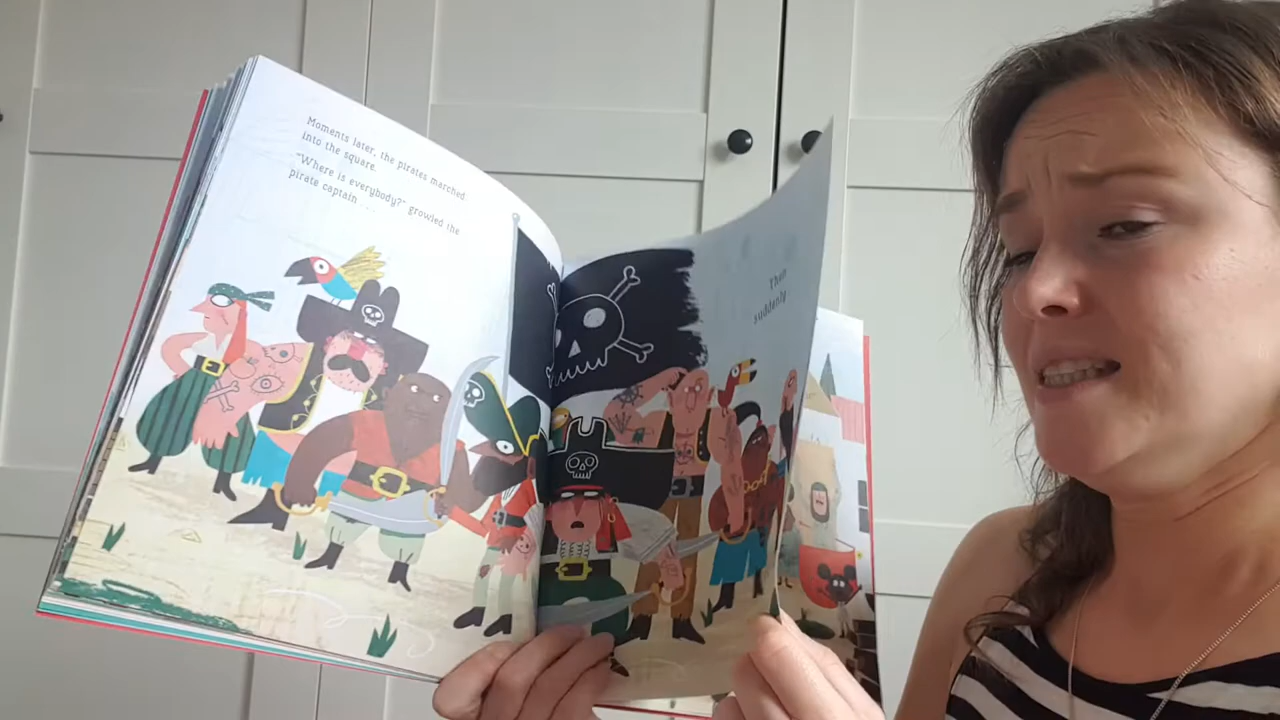 Moments later, the pirates marched
into the square.
"Where is everybody?" growled the
pirate captain . . .
Then
suddenly